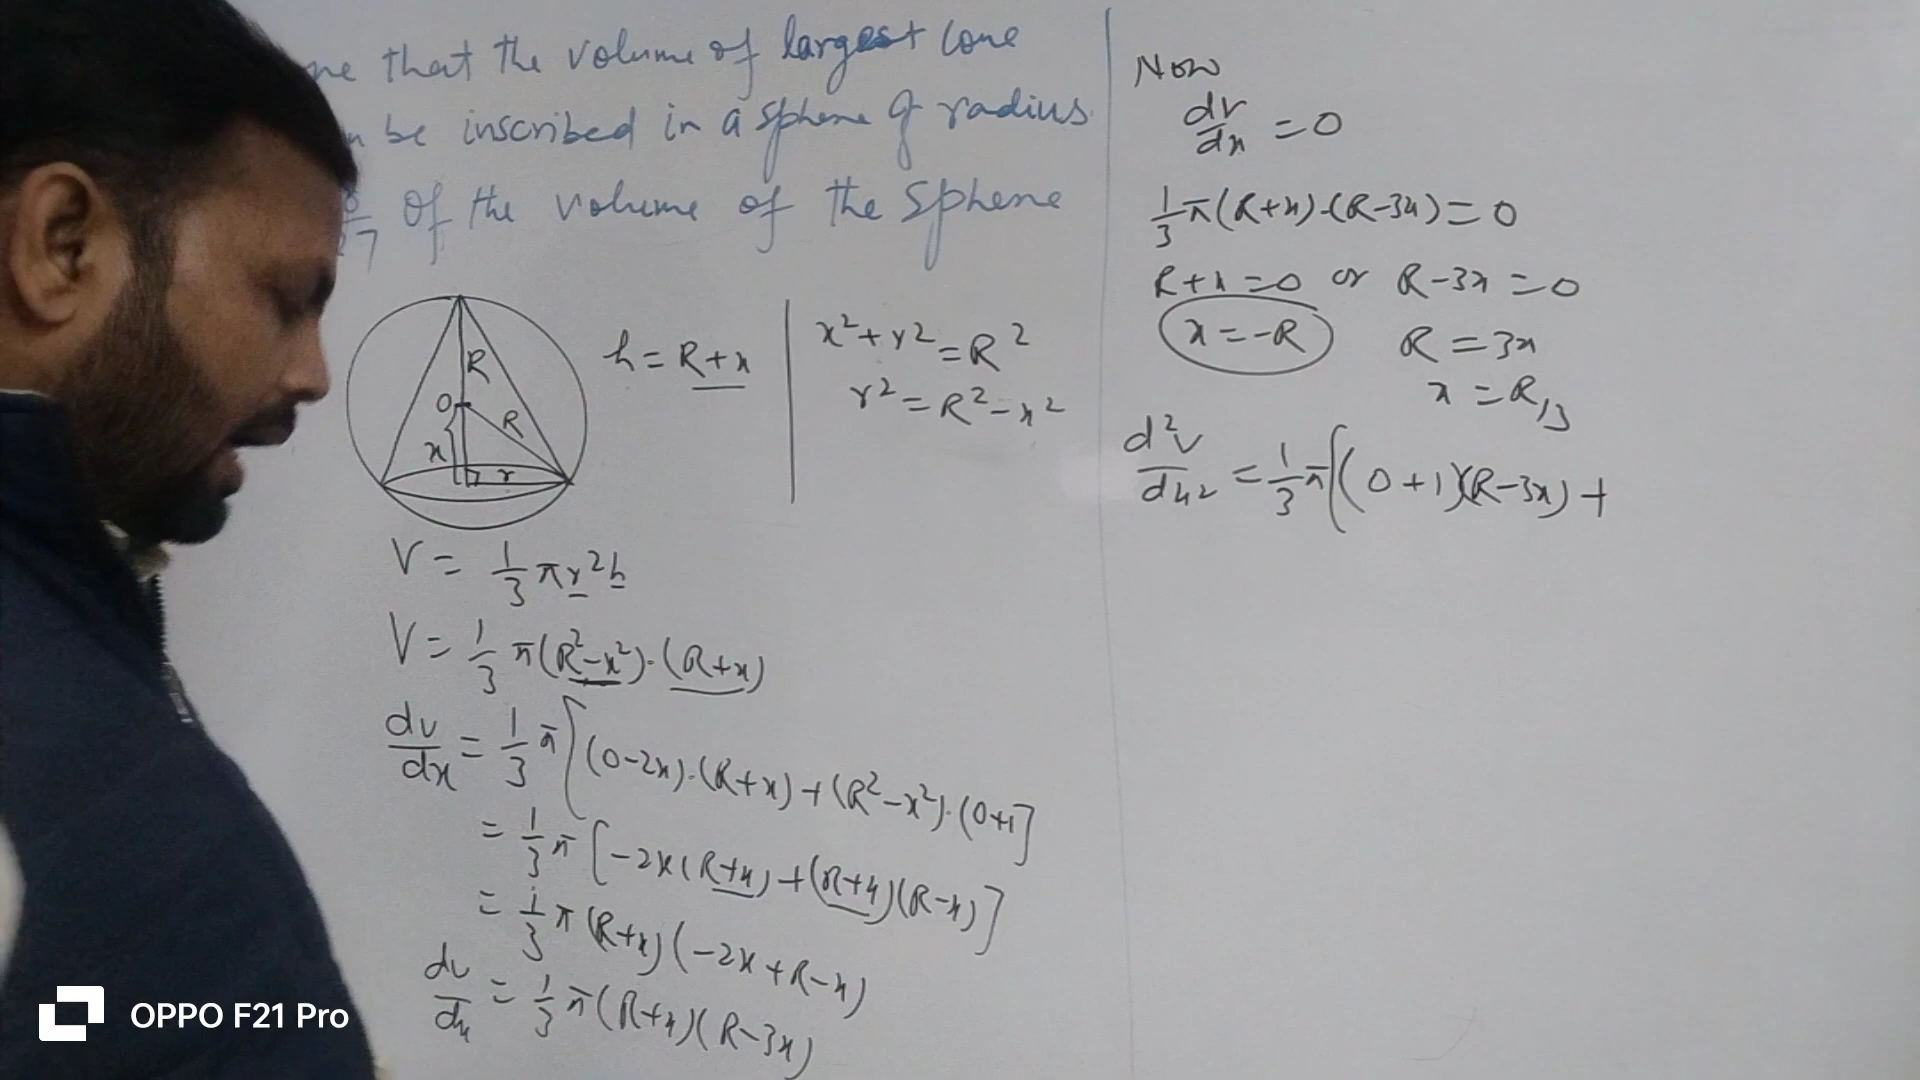 that the volume of largest cone
be inscribed in a sphere of radius
of the volume of the sphere
R
O
R
x
r
h = R + x
x² + r² = R²
r² = R² - x²
V = 1/3 πr²h
V = 1/3 π(R² - x²)·(R + x)
dv/dx = 1/3 π[(0 - 2x)·(R + x) + (R² - x²)·(0 + 1]
= 1/3 π[-2x(R + x) + (R + x)(R - x)]
= 1/3 π(R + x)(-2x + R - x)
dv/dx = 1/3 π(R + x)(R - 3x)
Now
dv/dx = 0
1/3 π(R + x)·(R - 3x) = 0
R + x = 0 or R - 3x = 0
x = -R R = 3x
x = R/3
d²v/dx² = 1/3 π[(0 + 1)(R - 3x) +
OPPO F21 Pro